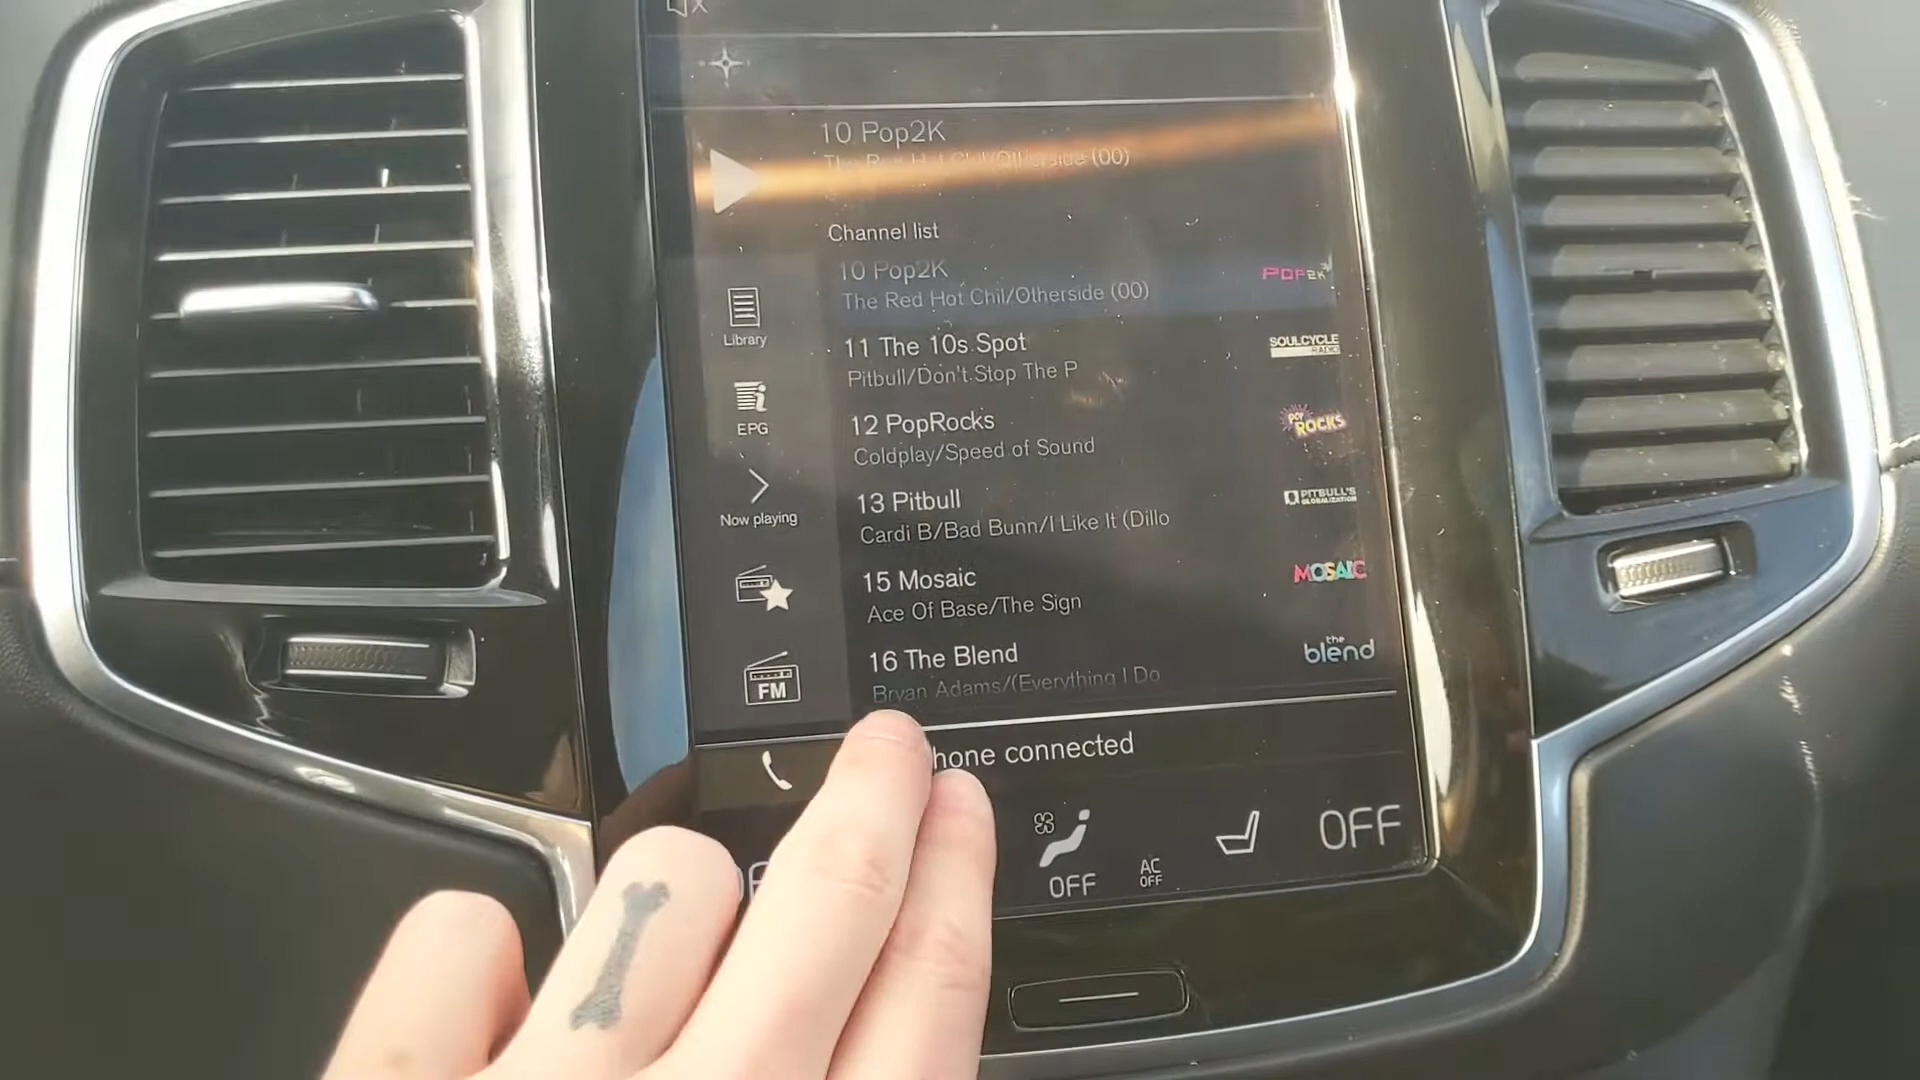 10 Pop2K
The Red Hot Chil/Otherside (00)
Channel list
10 Pop2K
The Red Hot Chil/Otherside (00)
POP2K
Library
11 The 10s Spot
Pitbull/Don't Stop The P
SOULCYCLE
RADIO
EPG
12 PopRocks
Coldplay/Speed of Sound
POP
ROCKS
Now playing
13 Pitbull
Cardi B/Bad Bunn/I Like It (Dillo
PITBULL'S
GLOBALIZATION
15 Mosaic
Ace Of Base/The Sign
MOSAIC
FM
16 The Blend
Bryan Adams/(Everything I Do
the
blend
hone connected
OFF
AC
OFF
OFF